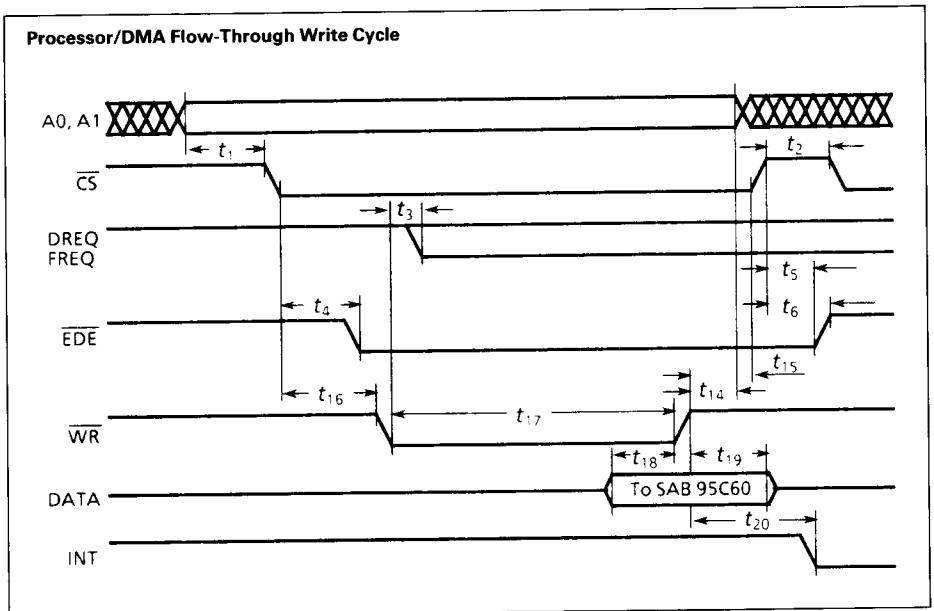 Processor/DMA Flow-Through Write Cycle
A0, A1
t1
t2
CS
t3
DREQ
FREQ
t5
t4
t6
EDE
t15
t16
t14
t17
WR
t18
t19
DATA
To SAB 95C60
t20
INT